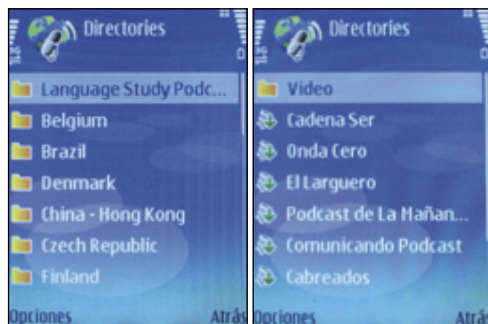 Directories
Language Study Podc...
Belgium
Brazil
Denmark
China - Hong Kong
Czech Republic
Finland
Opciones Atrás
Directories
Video
Cadena Ser
Onda Cero
El Larguero
Podcast de La Mañan...
Comunicando Podcast
Cabreados
Opciones Atrás